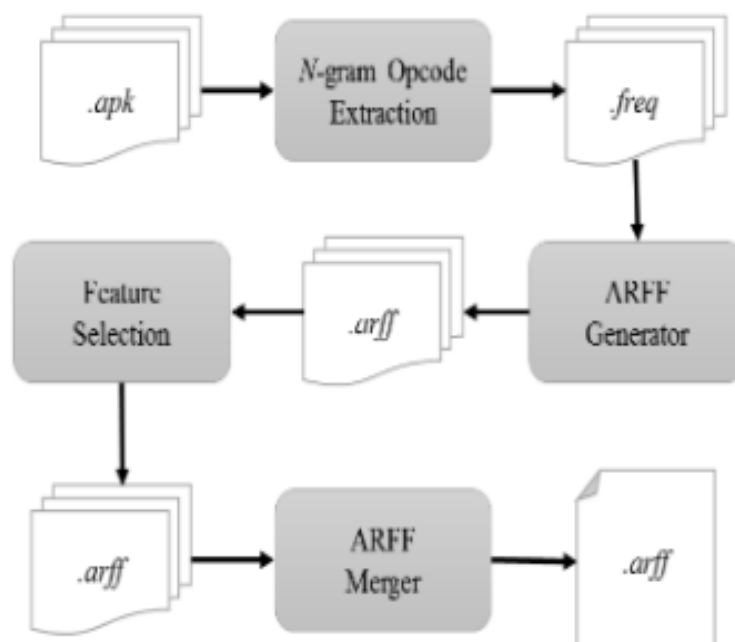 .apk
N-gram Opcode
Extraction
.freq
Feature
Selection
.arff
ARFF
Generator
.arff
ARFF
Merger
.arff